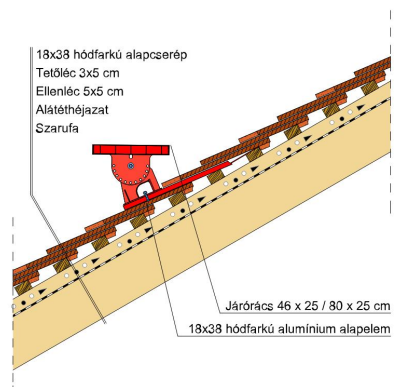 18x38 hódfarkú alapcserép
Tetőléc 3x5 cm
Ellenléc 5x5 cm
Alátéthéjazat
Szarufa
Járórács 46 x 25 / 80 x 25 cm
18x38 hódfarkú alumínium alapelem